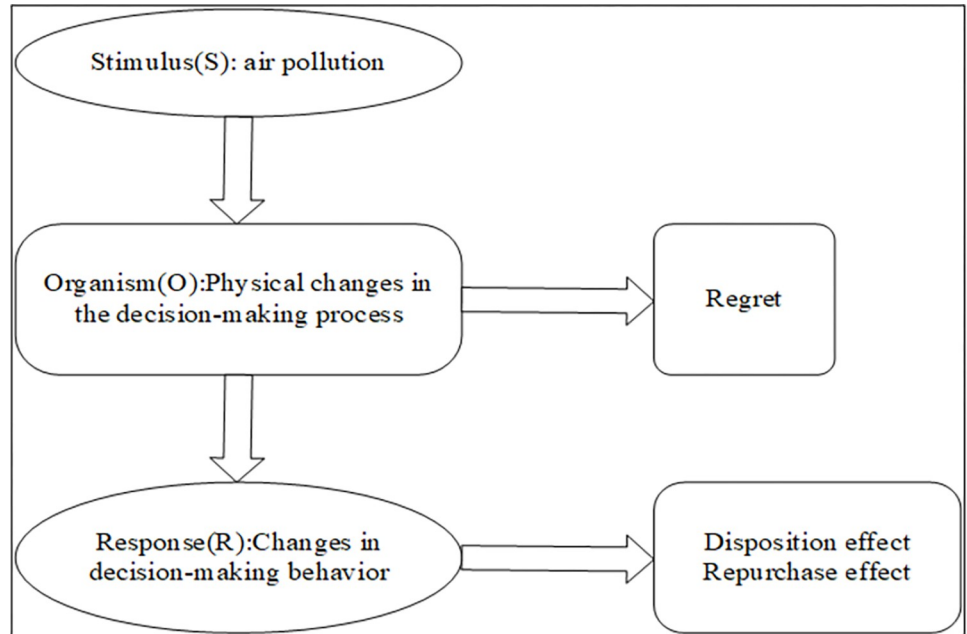 Stimulus(S): air pollution
Organism(O):Physical changes in
the decision-making process
Regret
Response(R):Changes in
decision-making behavior
Disposition effect
Repurchase effect